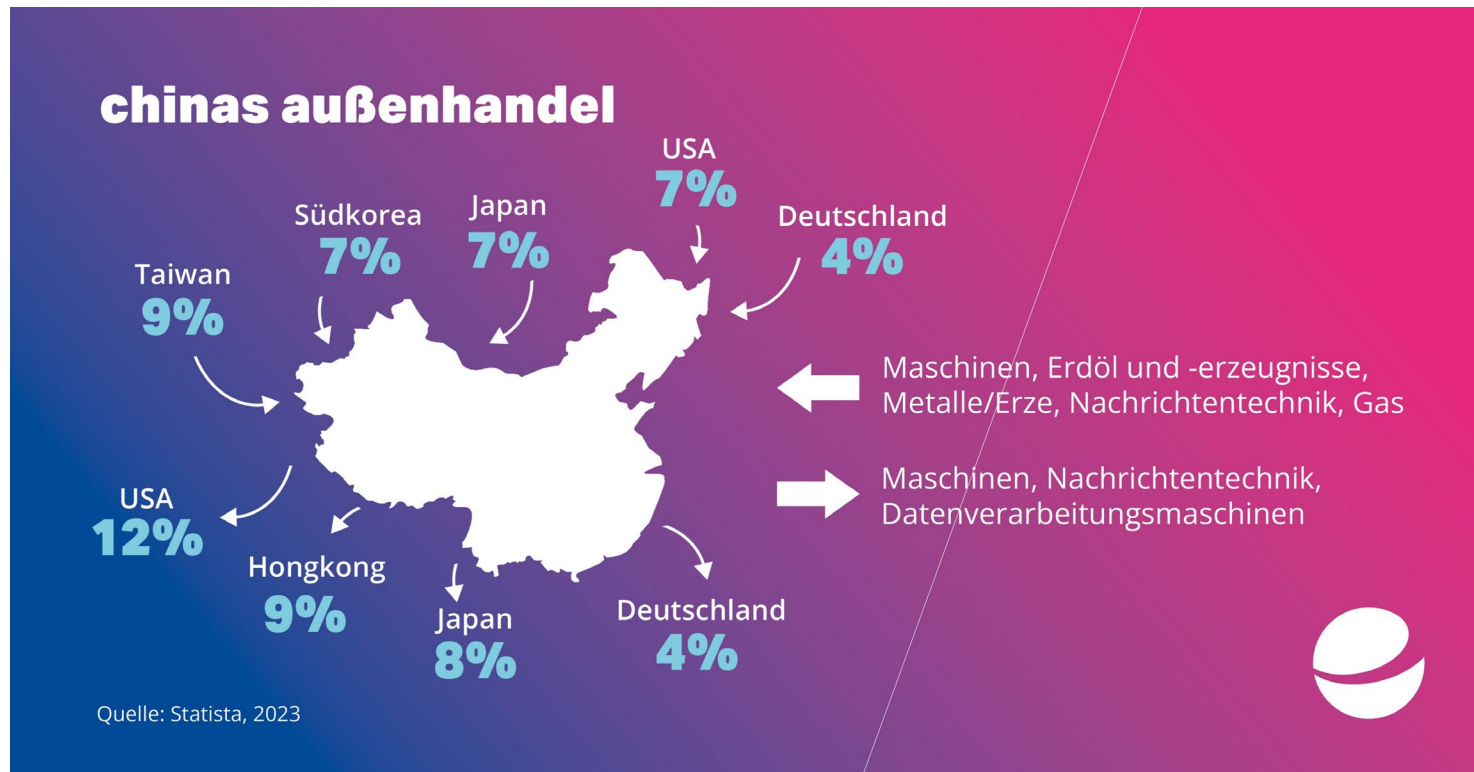 chinas außenhandel
USA
7%
Deutschland
4%
Japan
7%
Südkorea
7%
Taiwan
9%
Maschinen, Erdöl und -erzeugnisse,
Metalle/Erze, Nachrichtentechnik, Gas
Maschinen, Nachrichtentechnik,
Datenverarbeitungsmaschinen
USA
12%
Hongkong
9%
Japan
8%
Deutschland
4%
Quelle: Statista, 2023